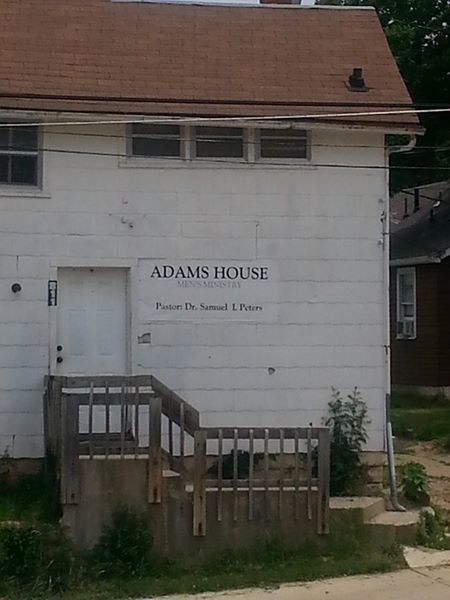 ADAMS HOUSE
MEN'S MINISTRY
Pastor: Dr. Samuel L Peters